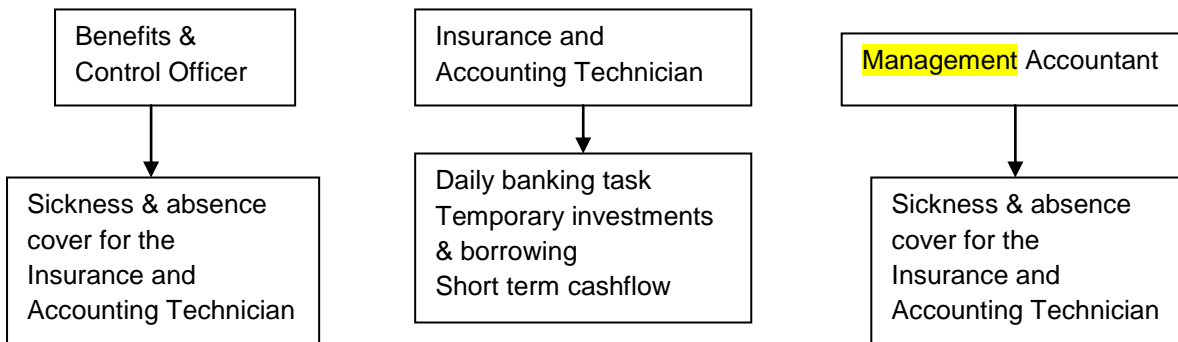 Benefits &
Control Officer
Insurance and
Accounting Technician
Management Accountant
Sickness & absence
cover for the
Insurance and
Accounting Technician
Daily banking task
Temporary investments
& borrowing
Short term cashflow
Sickness & absence
cover for the
Insurance and
Accounting Technician